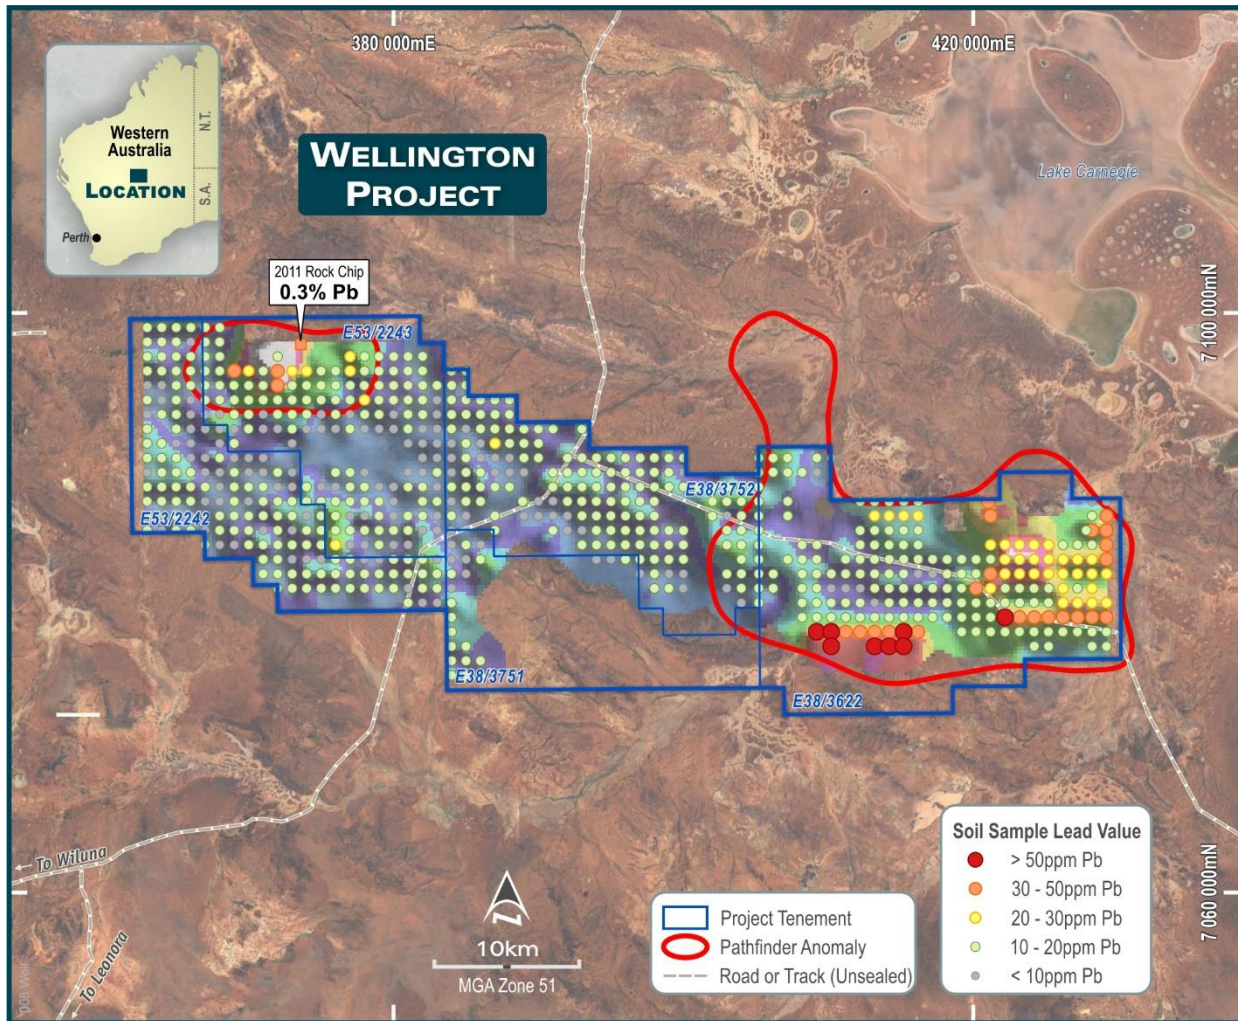 380 000mE
420 000mE
Western
Australia
LOCATION
N.T.
S.A.
Perth
WELLINGTON
PROJECT
Lake Carnegie
2011 Rock Chip
0.3% Pb
E53/2243
7 100 000mN
E38/3752
E53/2242
E38/3751
E38/3622
To Wiluna
To Leonora
10km
MGA Zone 51
Project Tenement
Pathfinder Anomaly
Road or Track (Unsealed)
Soil Sample Lead Value
> 50ppm Pb
30 - 50ppm Pb
20 - 30ppm Pb
10 - 20ppm Pb
< 10ppm Pb
7 060 000mN